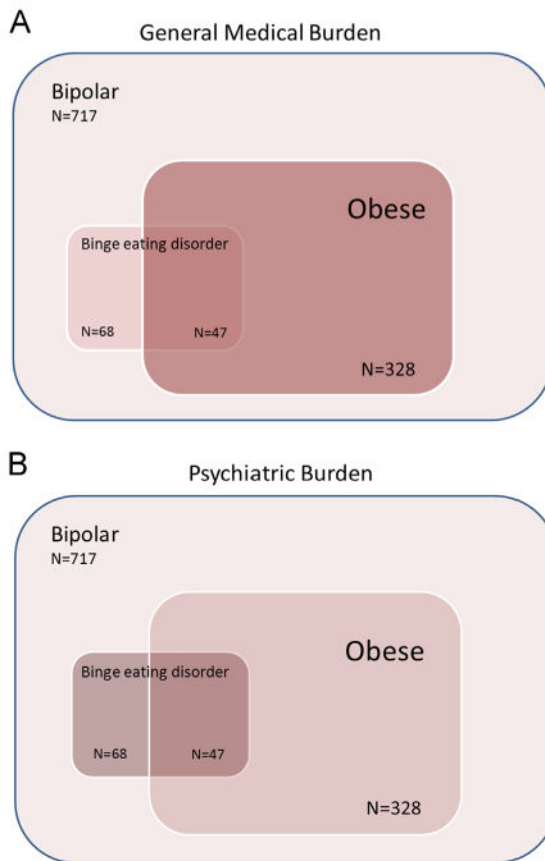 A
General Medical Burden
Bipolar
N=717
Obese
Binge eating disorder
N=68
N=47
N=328
B
Psychiatric Burden
Bipolar
N=717
Obese
Binge eating disorder
N=68
N=47
N=328